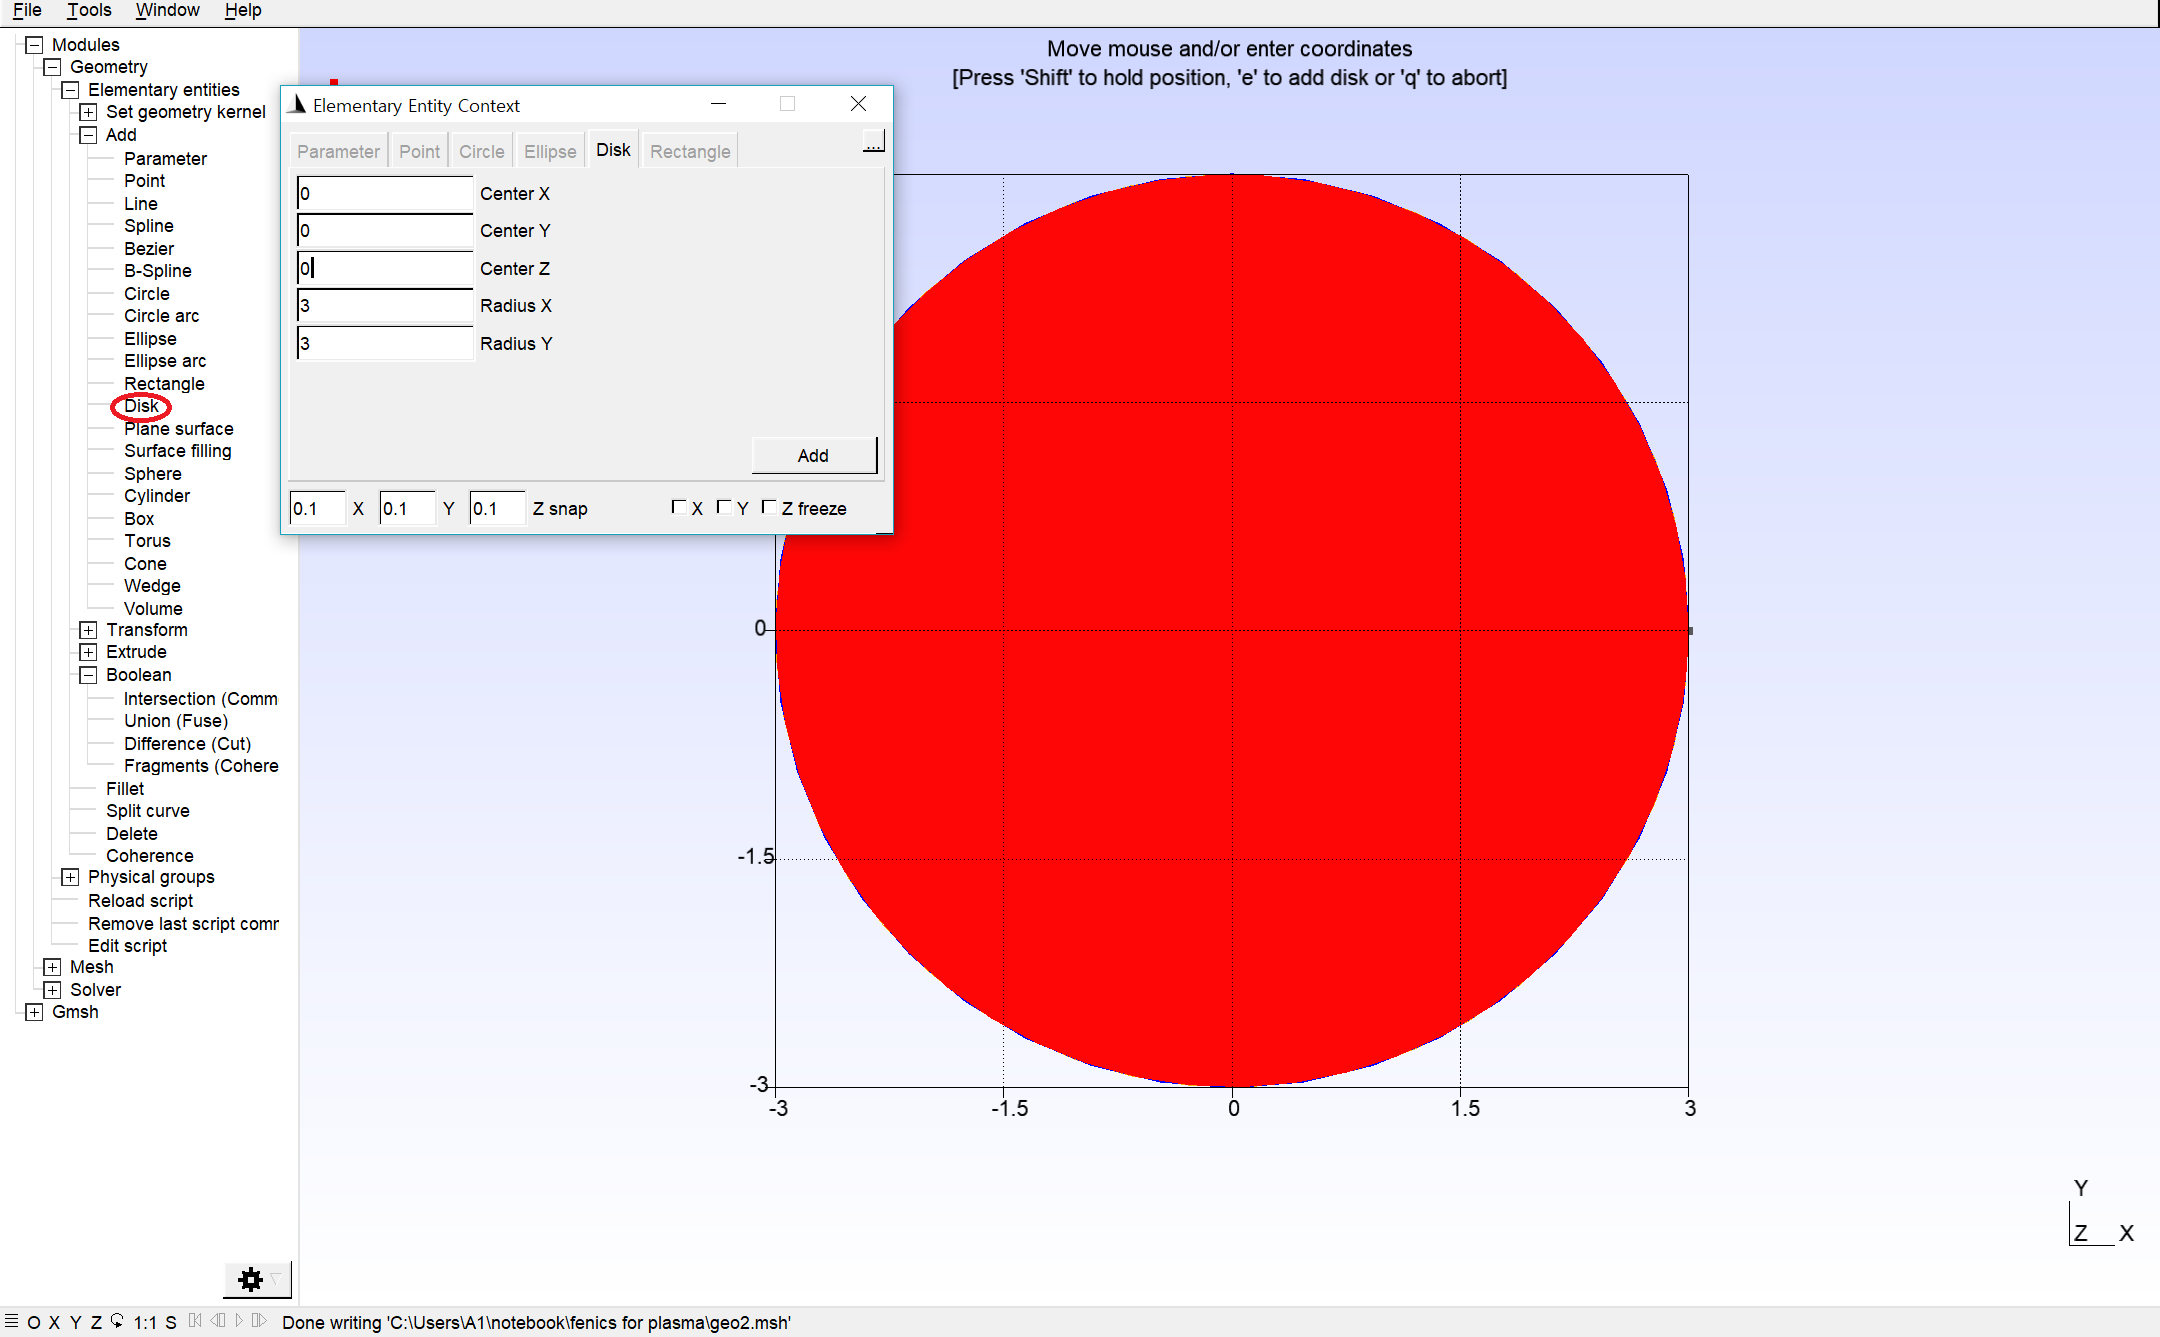 File Tools Window Help
Modules
Geometry
Elementary entities
Set geometry kernel
Add
Parameter
Point
Line
Spline
Bezier
B-Spline
Circle
Circle arc
Ellipse
Ellipse arc
Rectangle
Disk
Plane surface
Surface filling
Sphere
Cylinder
Box
Torus
Cone
Wedge
Volume
Transform
Extrude
Boolean
Intersection (Comm
Union (Fuse)
Difference (Cut)
Fragments (Cohere
Fillet
Split curve
Delete
Coherence
Physical groups
Reload script
Remove last script comr
Edit script
Mesh
Solver
Gmsh
Move mouse and/or enter coordinates
[Press 'Shift' to hold position, 'e' to add disk or 'q' to abort]
Elementary Entity Context
Parameter Point Circle Ellipse Disk Rectangle ...
0 Center X
0 Center Y
0 Center Z
3 Radius X
3 Radius Y
Add
0.1 X 0.1 Y 0.1 Z snap X Y Z freeze
0
-1.5
-3
-3 -1.5 0 1.5 3
Y
Z X
O X Y Z 1:1 S Done writing 'C:\Users\A1\notebook\fenics for plasma\geo2.msh'